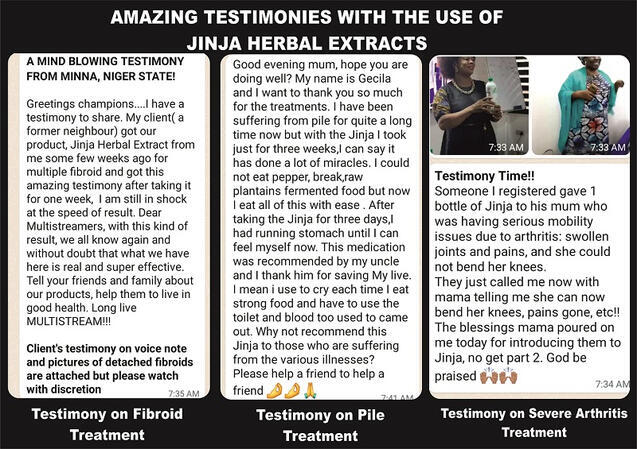 AMAZING TESTIMONIES WITH THE USE OF
JINJA HERBAL EXTRACTS
A MIND BLOWING TESTIMONY
FROM MINNA, NIGER STATE!
Greetings champions....I have a
testimony to share. My client( a
former neighbour) got our
product, Jinja Herbal Extract from
me some few weeks ago for
multiple fibroid and got this
amazing testimony after taking it
for one week, I am still in shock
at the speed of result. Dear
Multistreamers, with this kind of
result, we all know again and
without doubt that what we have
here is real and super effective.
Tell your friends and family about
our products, help them to live in
good health. Long live
MULTISTREAM!!!
Client's testimony on voice note
and pictures of detached fibroids
are attached but please watch
with discretion
7:35 AM
Testimony on Fibroid
Treatment
Good evening mum, hope you are
doing well? My name is Gecila
and I want to thank you so much
for the treatments. I have been
suffering from pile for quite a long
time now but with the Jinja I took
just for three weeks,I can say it
has done a lot of miracles. I could
not eat pepper, break,raw
plantains fermented food but now
I eat all of this with ease . After
taking the Jinja for three days,I
had running stomach until I can
feel myself now. This medication
was recommended by my uncle
and I thank him for saving My live.
I mean i use to cry each time I eat
strong food and have to use the
toilet and blood too used to came
out. Why not recommend this
Jinja to those who are suffering
from the various illnesses?
Please help a friend to help a
friend 🤌🤌🙏
7:41 AM
Testimony on Pile
Treatment
7:33 AM
7:33 AM
Testimony Time!!
Someone I registered gave 1
bottle of Jinja to his mum who
was having serious mobility
issues due to arthritis: swollen
joints and pains, and she could
not bend her knees.
They just called me now with
mama telling me she can now
bend her knees, pains gone, etc!!
The blessings mama poured on
me today for introducing them to
Jinja, no get part 2. God be
praised 🙌🙌
7:34 AM
Testimony on Severe Arthritis
Treatment